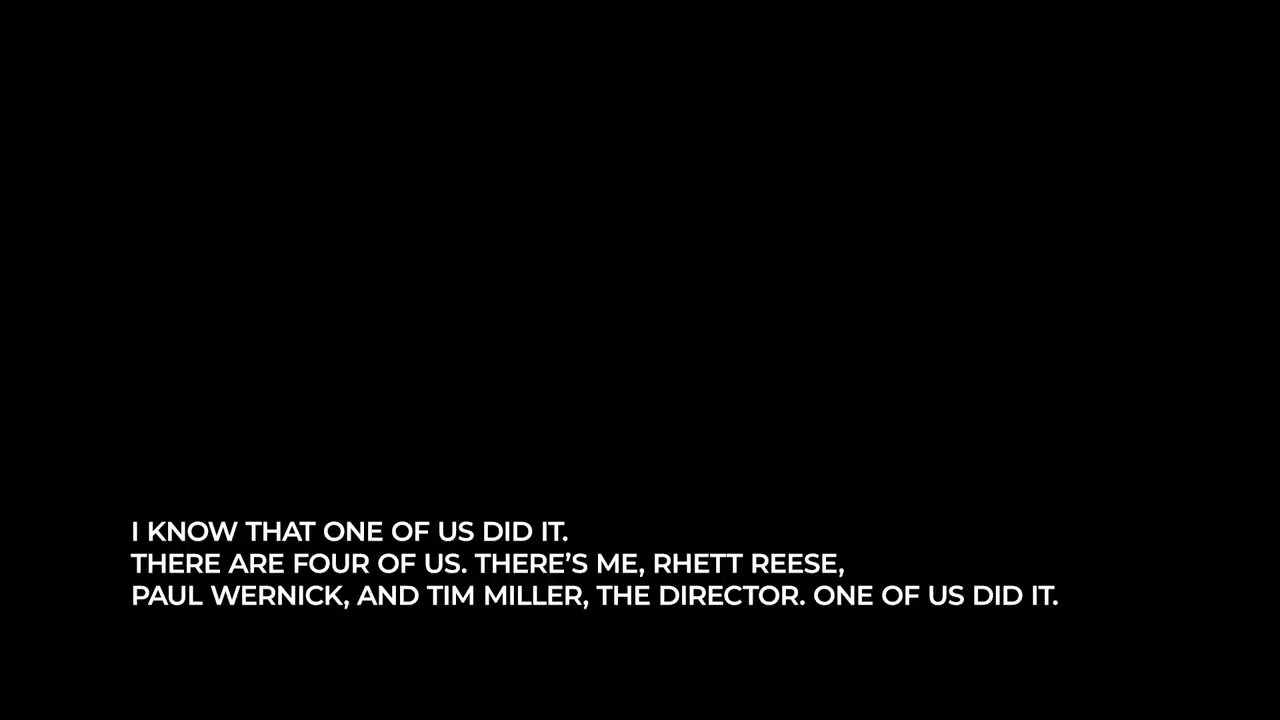 I KNOW THAT ONE OF US DID IT.
THERE ARE FOUR OF US. THERE’S ME, RHETT REESE,
PAUL WERNICK, AND TIM MILLER, THE DIRECTOR. ONE OF US DID IT.